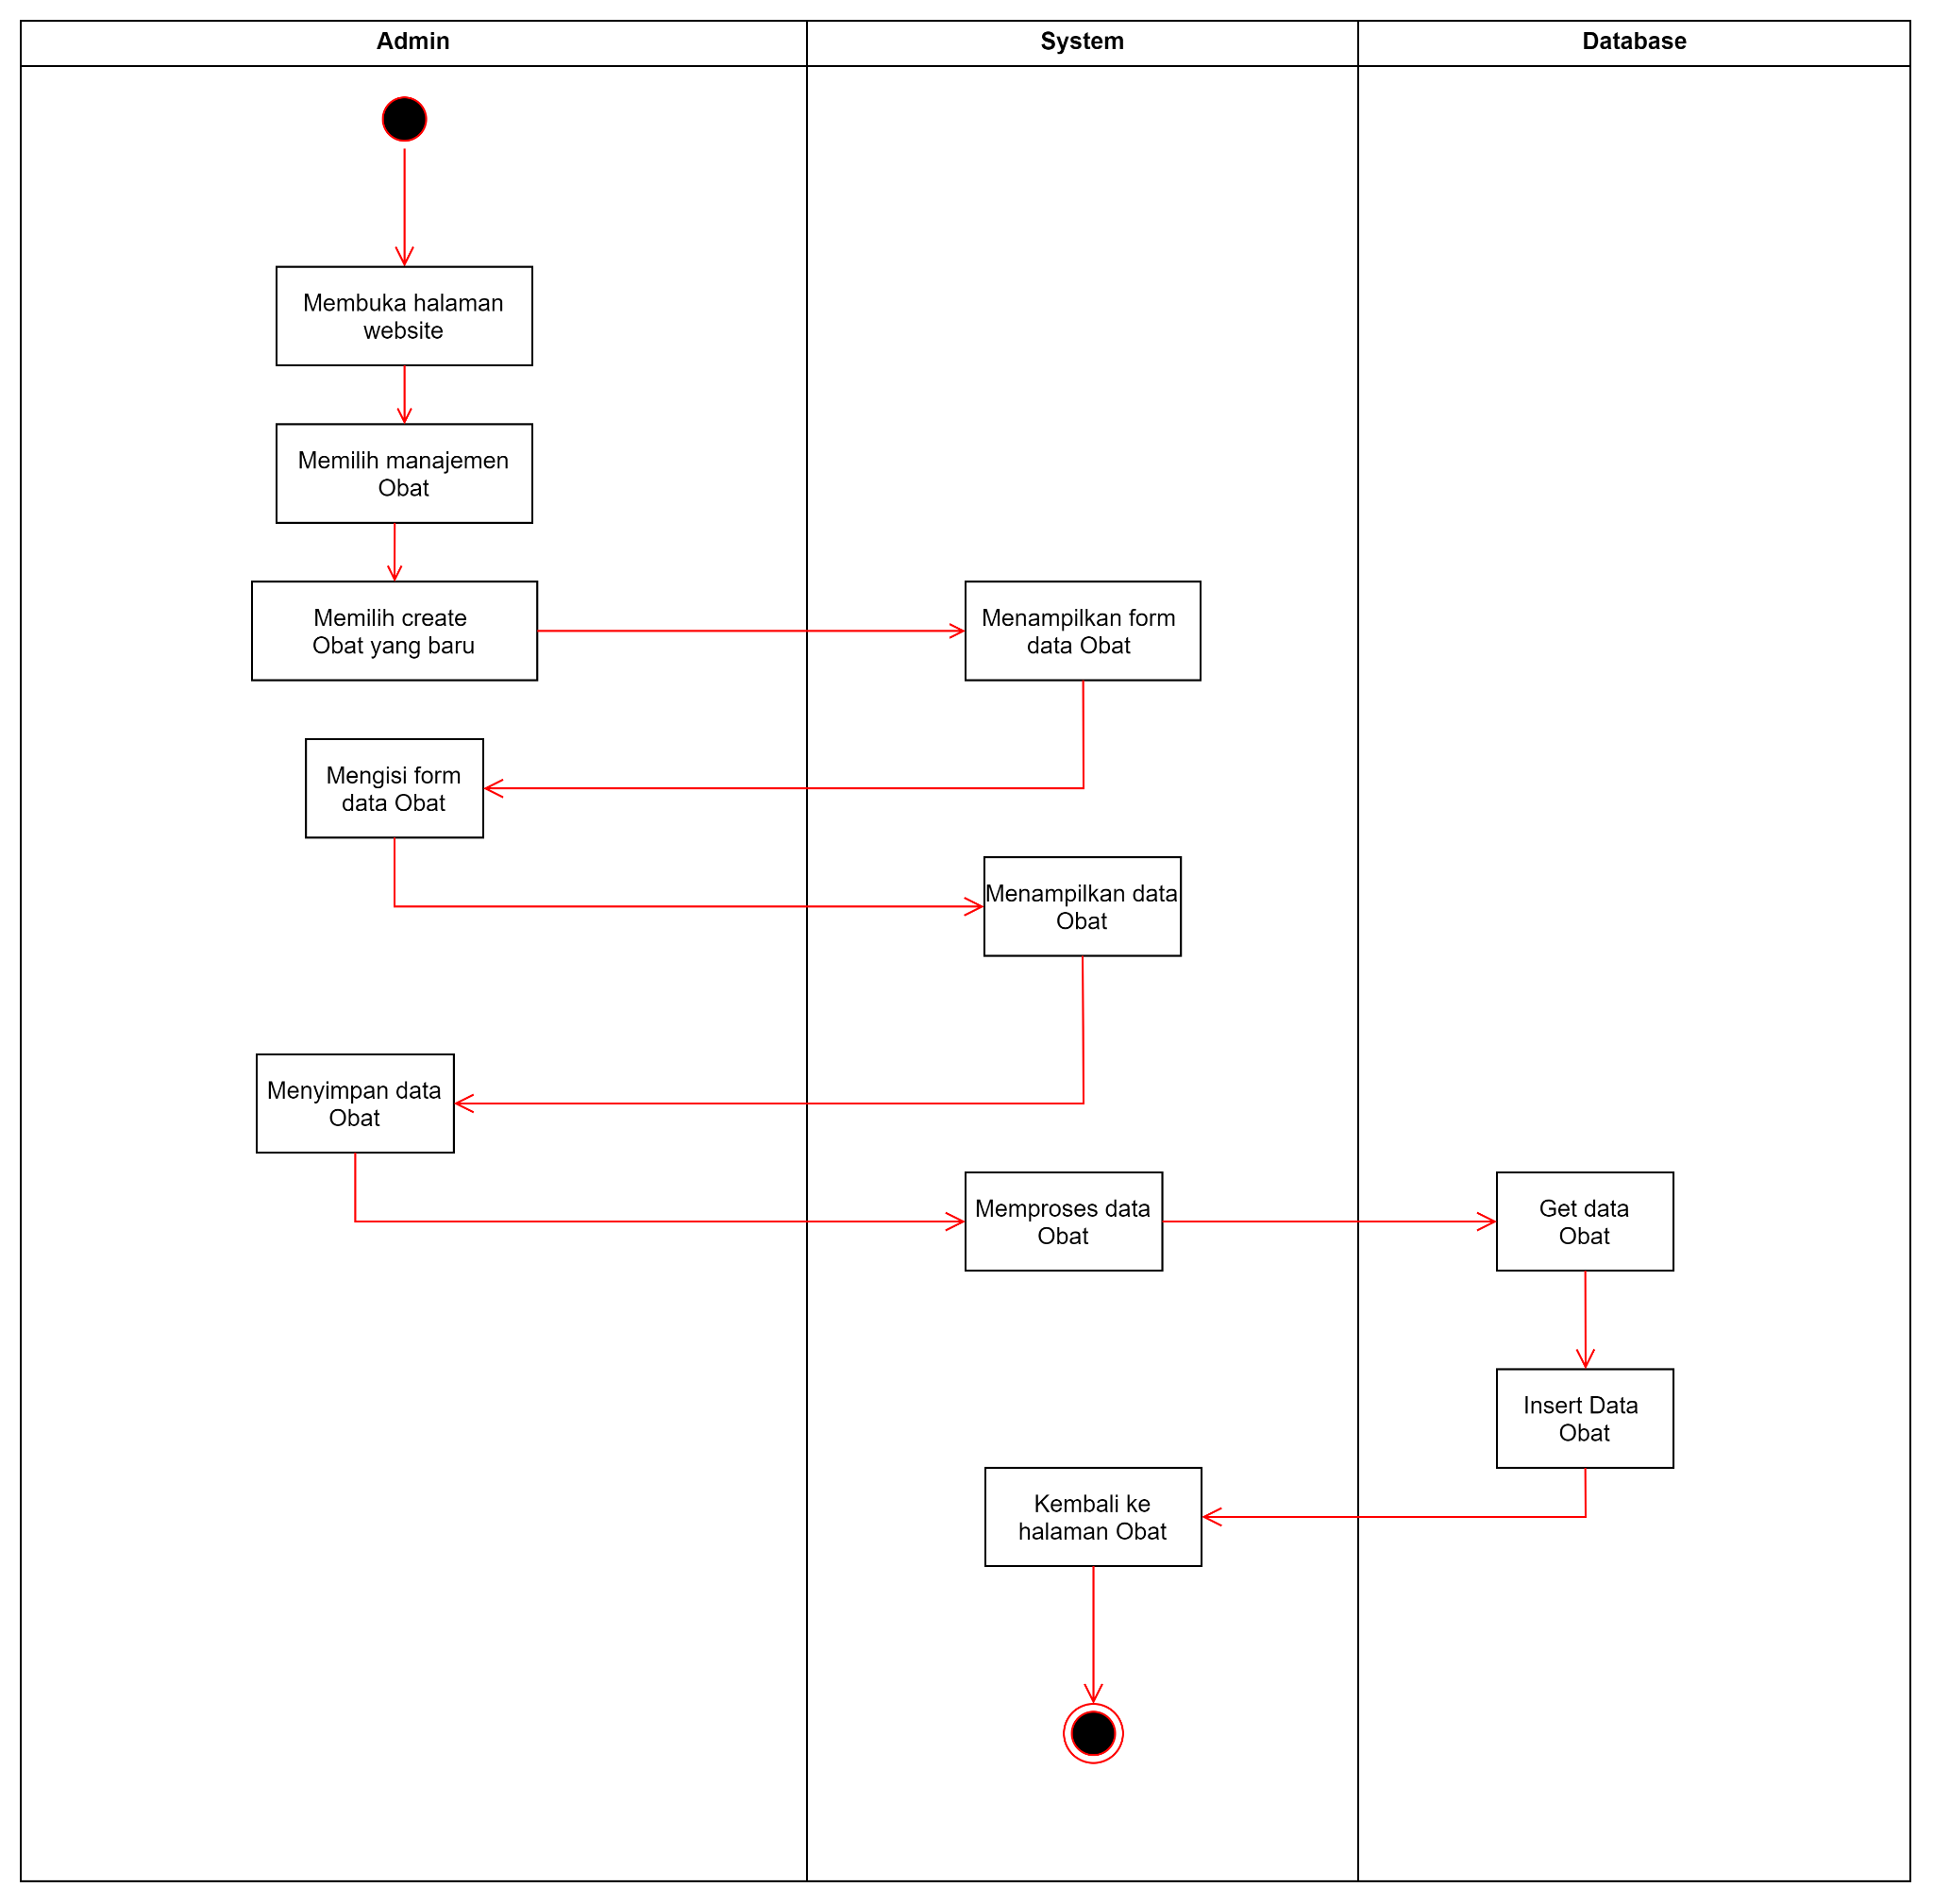 Admin
System
Database
Membuka halaman
website
Memilih manajemen
Obat
Memilih create
Obat yang baru
Menampilkan form
data Obat
Mengisi form
data Obat
Menampilkan data
Obat
Menyimpan data
Obat
Memproses data
Obat
Get data
Obat
Insert Data
Obat
Kembali ke
halaman Obat